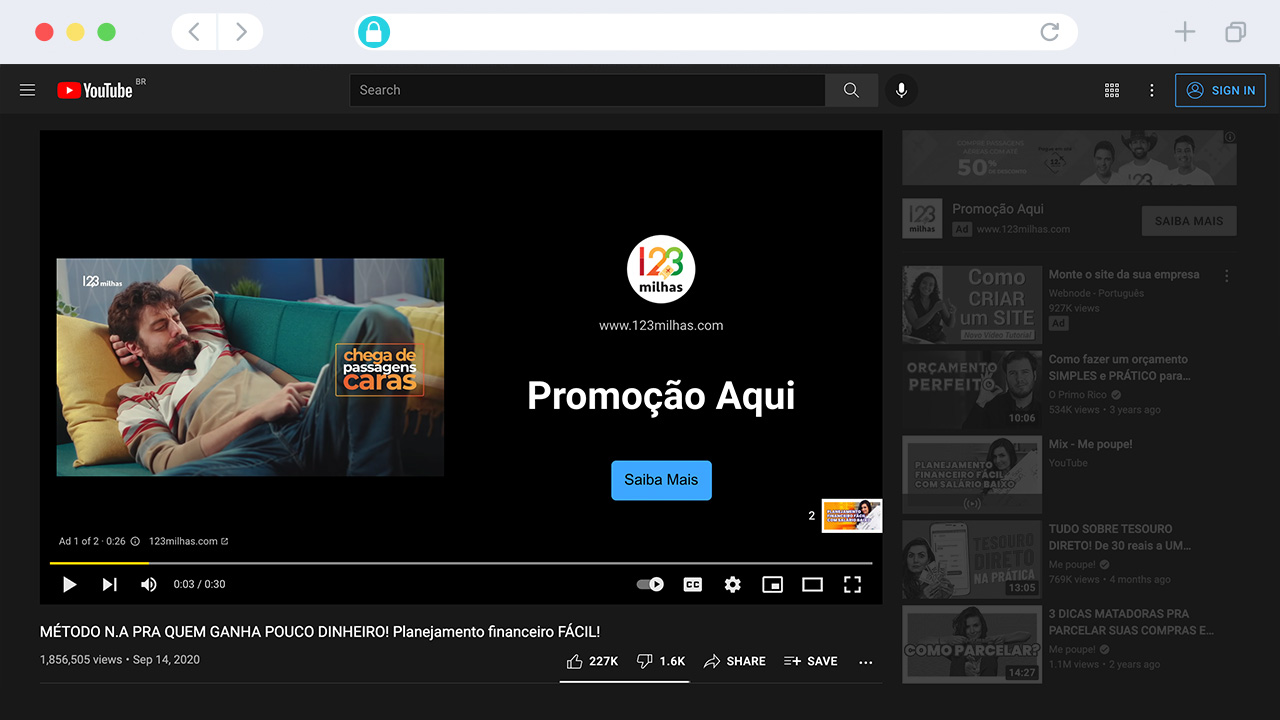 YouTube BR
Search
SIGN IN
123 milhas
chega de
passagens
caras
123
milhas
www.123milhas.com
Promoção Aqui
Saiba Mais
2
PLANEJAMENTO
FINANCEIRO FÁCIL
COM SALÁRIO BAIXO
Ad 1 of 2 · 0:26
123milhas.com
0:03 / 0:30
CC
MÉTODO N.A PRA QUEM GANHA POUCO DINHEIRO! Planejamento financeiro FÁCIL!
1,856,505 views • Sep 14, 2020
227K
1.6K
SHARE
SAVE
COMPRE PASSAGENS
AÉREAS COM ATÉ
50%
DE DESCONTO
123
123
milhas
Promoção Aqui
Ad www.123milhas.com
SAIBA MAIS
Como
CRIAR
um SITE
Novo Vídeo Tutorial
Monte o site da sua empresa
Webnode - Português
927K views
Ad
ORÇAMENTO
PERFEITO
10:06
Como fazer um orçamento
SIMPLES e PRÁTICO para...
O Primo Rico
534K views • 3 years ago
PLANEJAMENTO
FINANCEIRO FÁCIL
COM SALÁRIO BAIXO
Mix - Me poupe!
YouTube
TESOURO
DIRETO
NA PRÁTICA
13:05
TUDO SOBRE TESOURO
DIRETO! De 30 reais a UM...
Me poupe!
769K views • 4 months ago
COMO PARCELAR?
14:27
3 DICAS MATADORAS PRA
PARCELAR SUAS COMPRAS E...
Me poupe!
1.1M views • 2 years ago